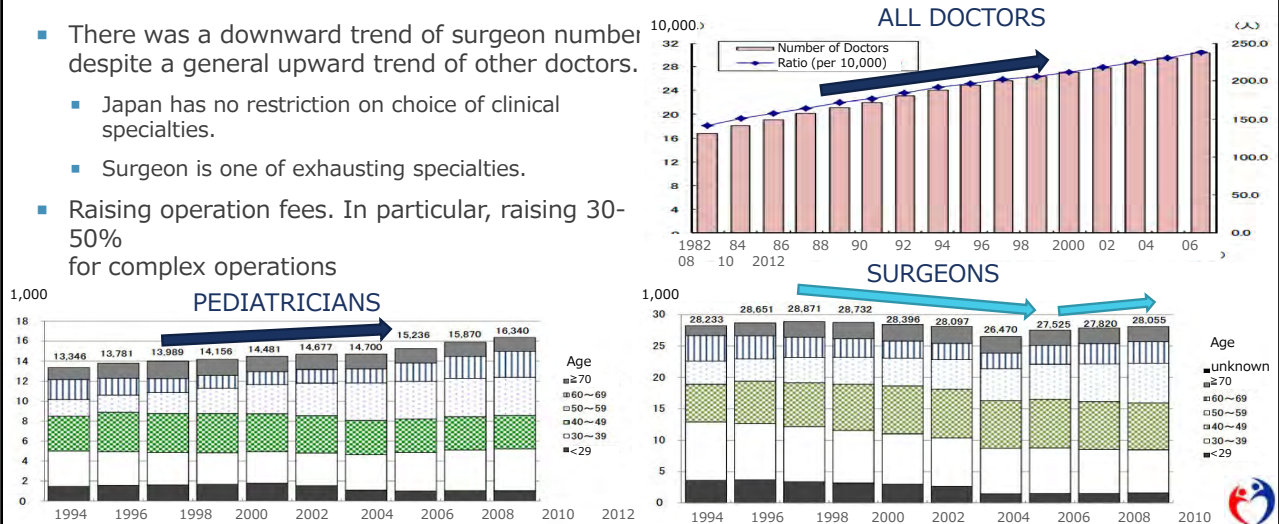 There was a downward trend of surgeon number
despite a general upward trend of other doctors.
Japan has no restriction on choice of clinical
specialties.
Surgeon is one of exhausting specialties.
Raising operation fees. In particular, raising 30-
50%
for complex operations
ALL DOCTORS
10,000
(人)
Number of Doctors
Ratio (per 10,000)
32
28
24
20
16
12
8
4
0
250.0
200.0
150.0
100.0
50.0
0.0
1982 84 86 88 90 92 94 96 98 2000 02 04 06
08 10 2012
PEDIATRICIANS
1,000
18
16
14
12
10
8
6
4
2
0
13,346 13,781 13,989 14,156 14,481 14,677 14,700 15,236 15,870 16,340
Age
≧70
60～69
50～59
40～49
30～39
<29
1994 1996 1998 2000 2002 2004 2006 2008 2010 2012
SURGEONS
1,000
30
25
20
15
10
5
0
28,233 28,651 28,871 28,732 28,396 28,097 26,470 27,525 27,820 28,055
Age
unknown
≧70
60～69
50～59
40～49
30～39
<29
1994 1996 1998 2000 2002 2004 2006 2008 2010